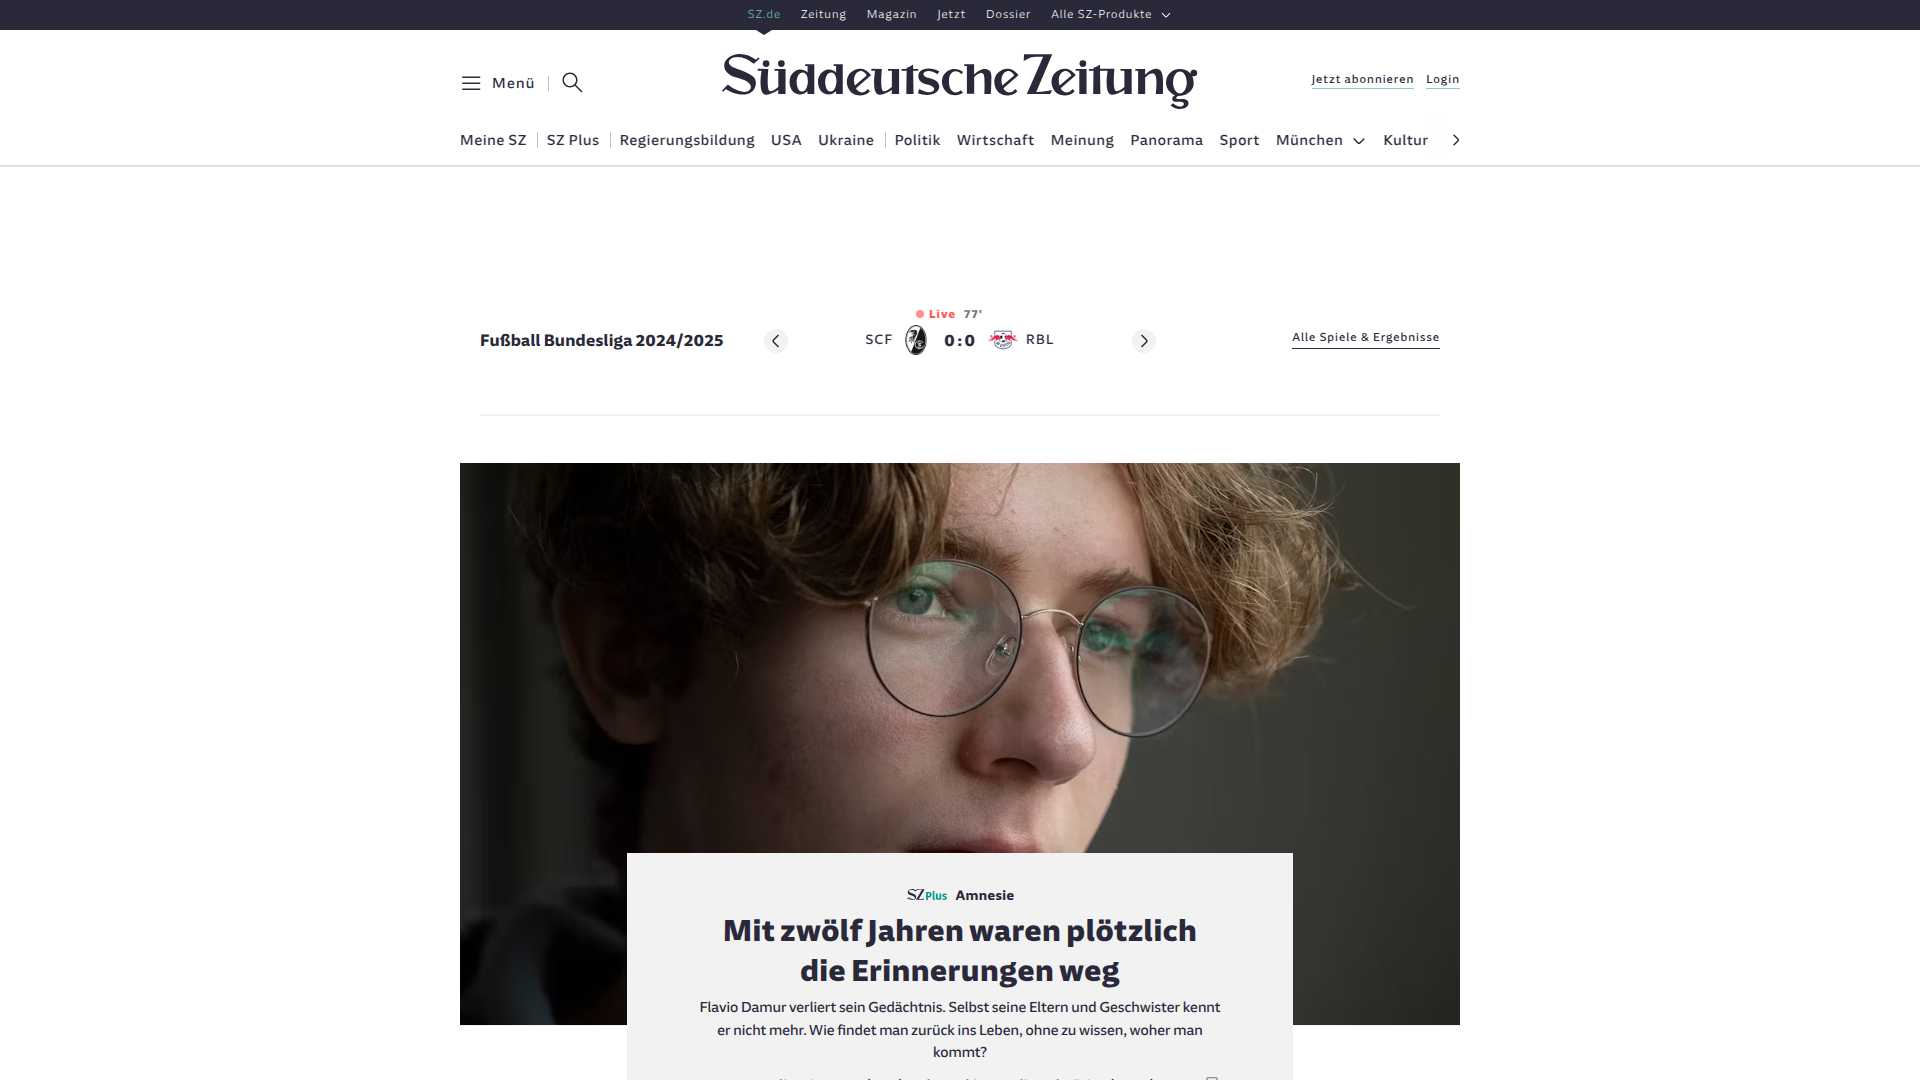 SZ.de Zeitung Magazin Jetzt Dossier Alle SZ-Produkte
Menü
Süddeutsche Zeitung
Jetzt abonnieren Login
Meine SZ SZ Plus Regierungsbildung USA Ukraine Politik Wirtschaft Meinung Panorama Sport München Kultur
Live 77'
Fußball Bundesliga 2024/2025
SCF 0:0 RBL
Alle Spiele & Ergebnisse
SZ Plus Amnesie
Mit zwölf Jahren waren plötzlich
die Erinnerungen weg
Flavio Damur verliert sein Gedächtnis. Selbst seine Eltern und Geschwister kennt
er nicht mehr. Wie findet man zurück ins Leben, ohne zu wissen, woher man
kommt?